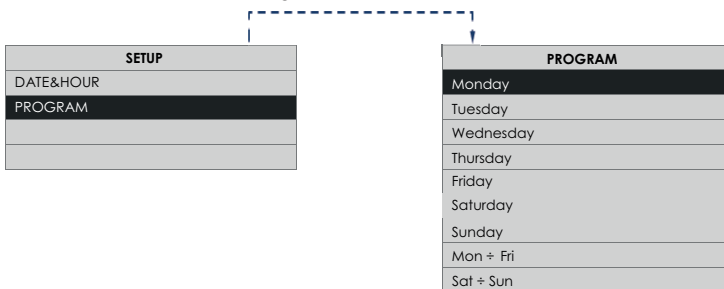 SETUP
DATE&HOUR
PROGRAM
PROGRAM
Monday
Tuesday
Wednesday
Thursday
Friday
Saturday
Sunday
Mon ÷ Fri
Sat ÷ Sun